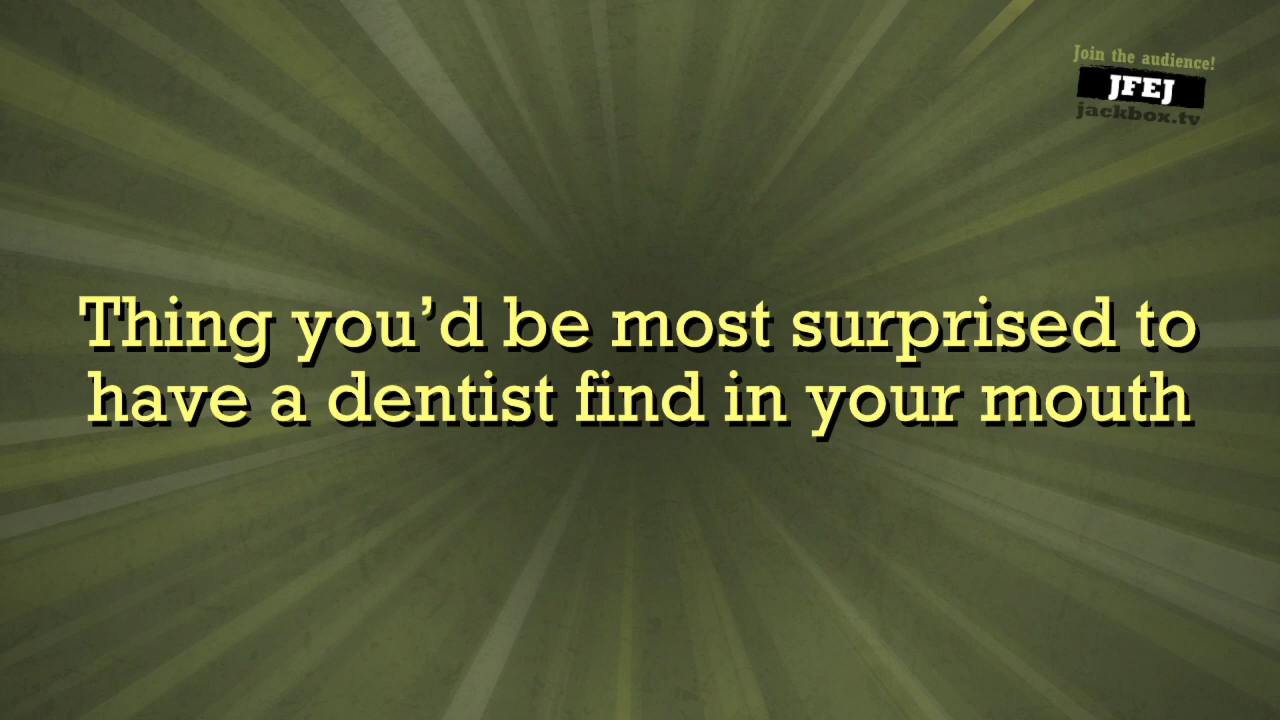 Join the audience!
JFEJ
jackbox.tv
Thing you’d be most surprised to
have a dentist find in your mouth